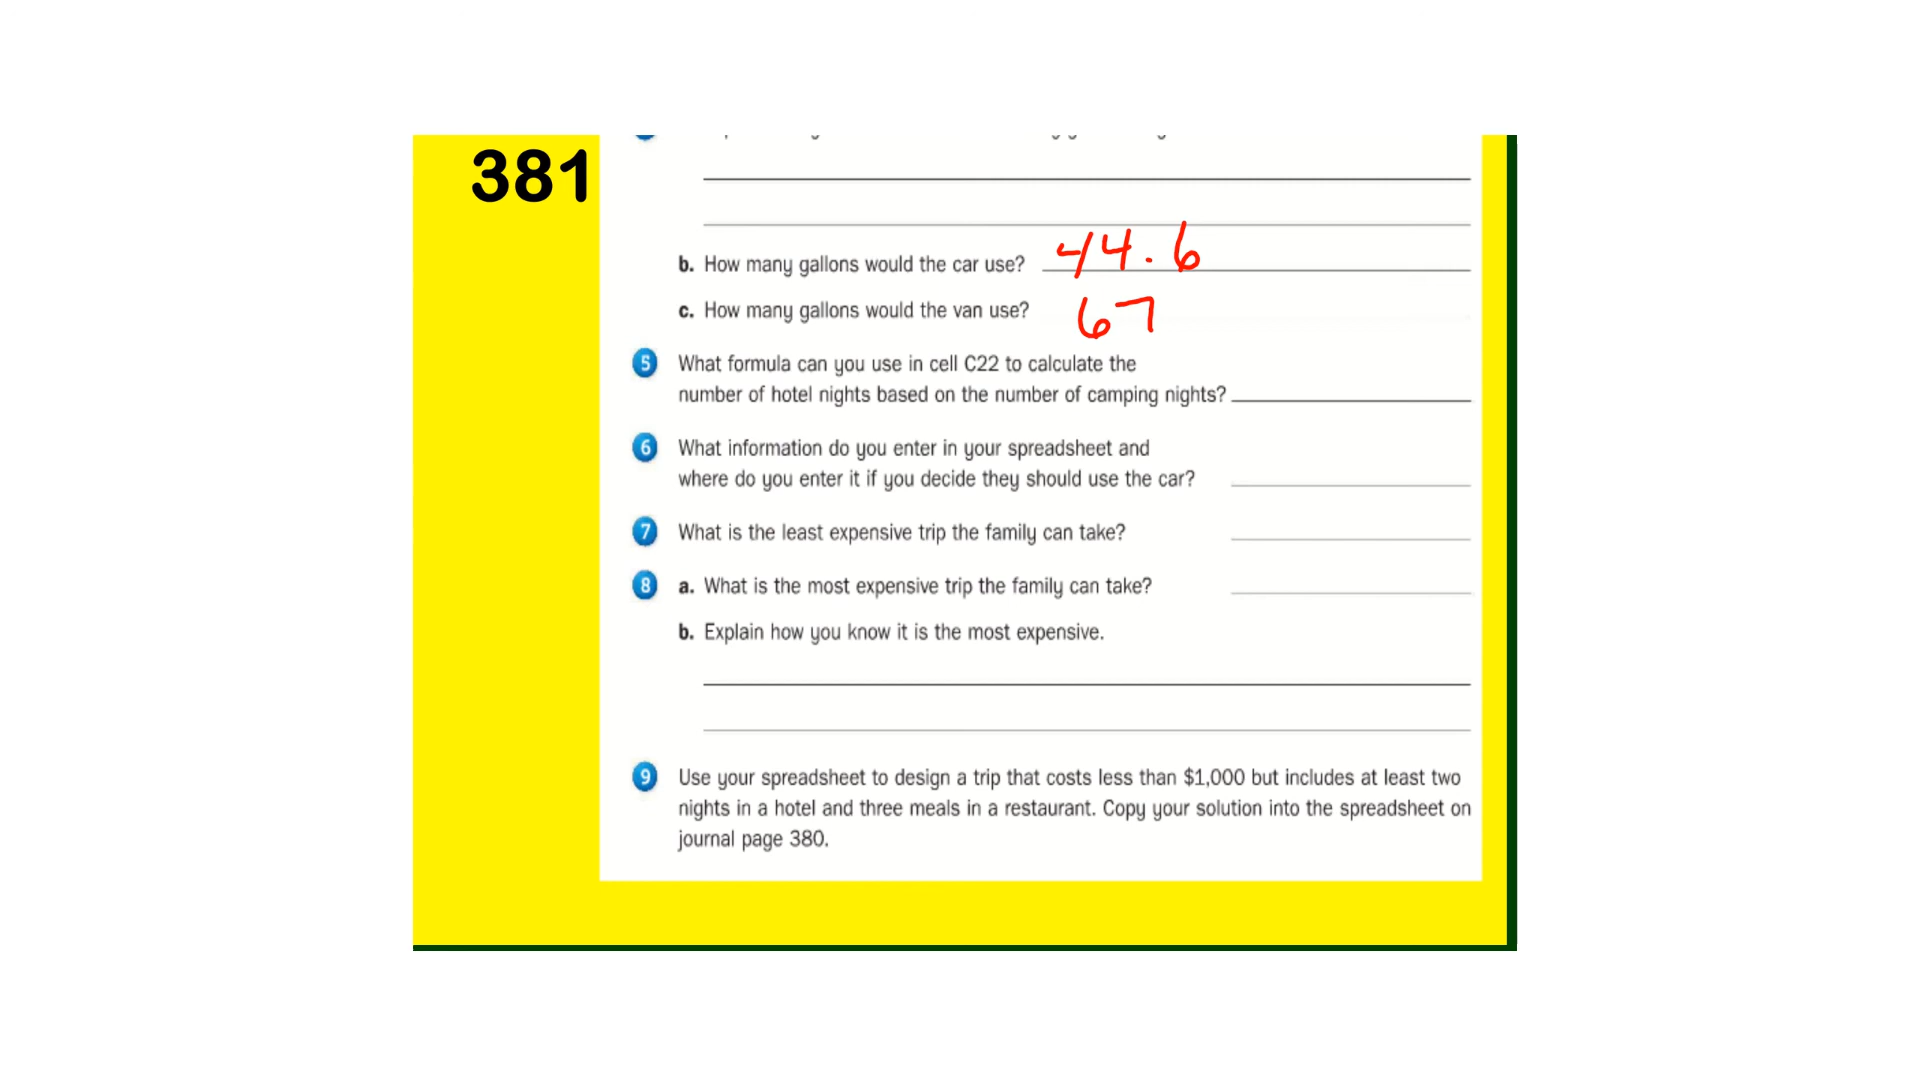 381
b. How many gallons would the car use? 44.6
c. How many gallons would the van use? 67
5 What formula can you use in cell C22 to calculate the
number of hotel nights based on the number of camping nights?
6 What information do you enter in your spreadsheet and
where do you enter it if you decide they should use the car?
7 What is the least expensive trip the family can take?
8 a. What is the most expensive trip the family can take?
b. Explain how you know it is the most expensive.
9 Use your spreadsheet to design a trip that costs less than $1,000 but includes at least two
nights in a hotel and three meals in a restaurant. Copy your solution into the spreadsheet on
journal page 380.